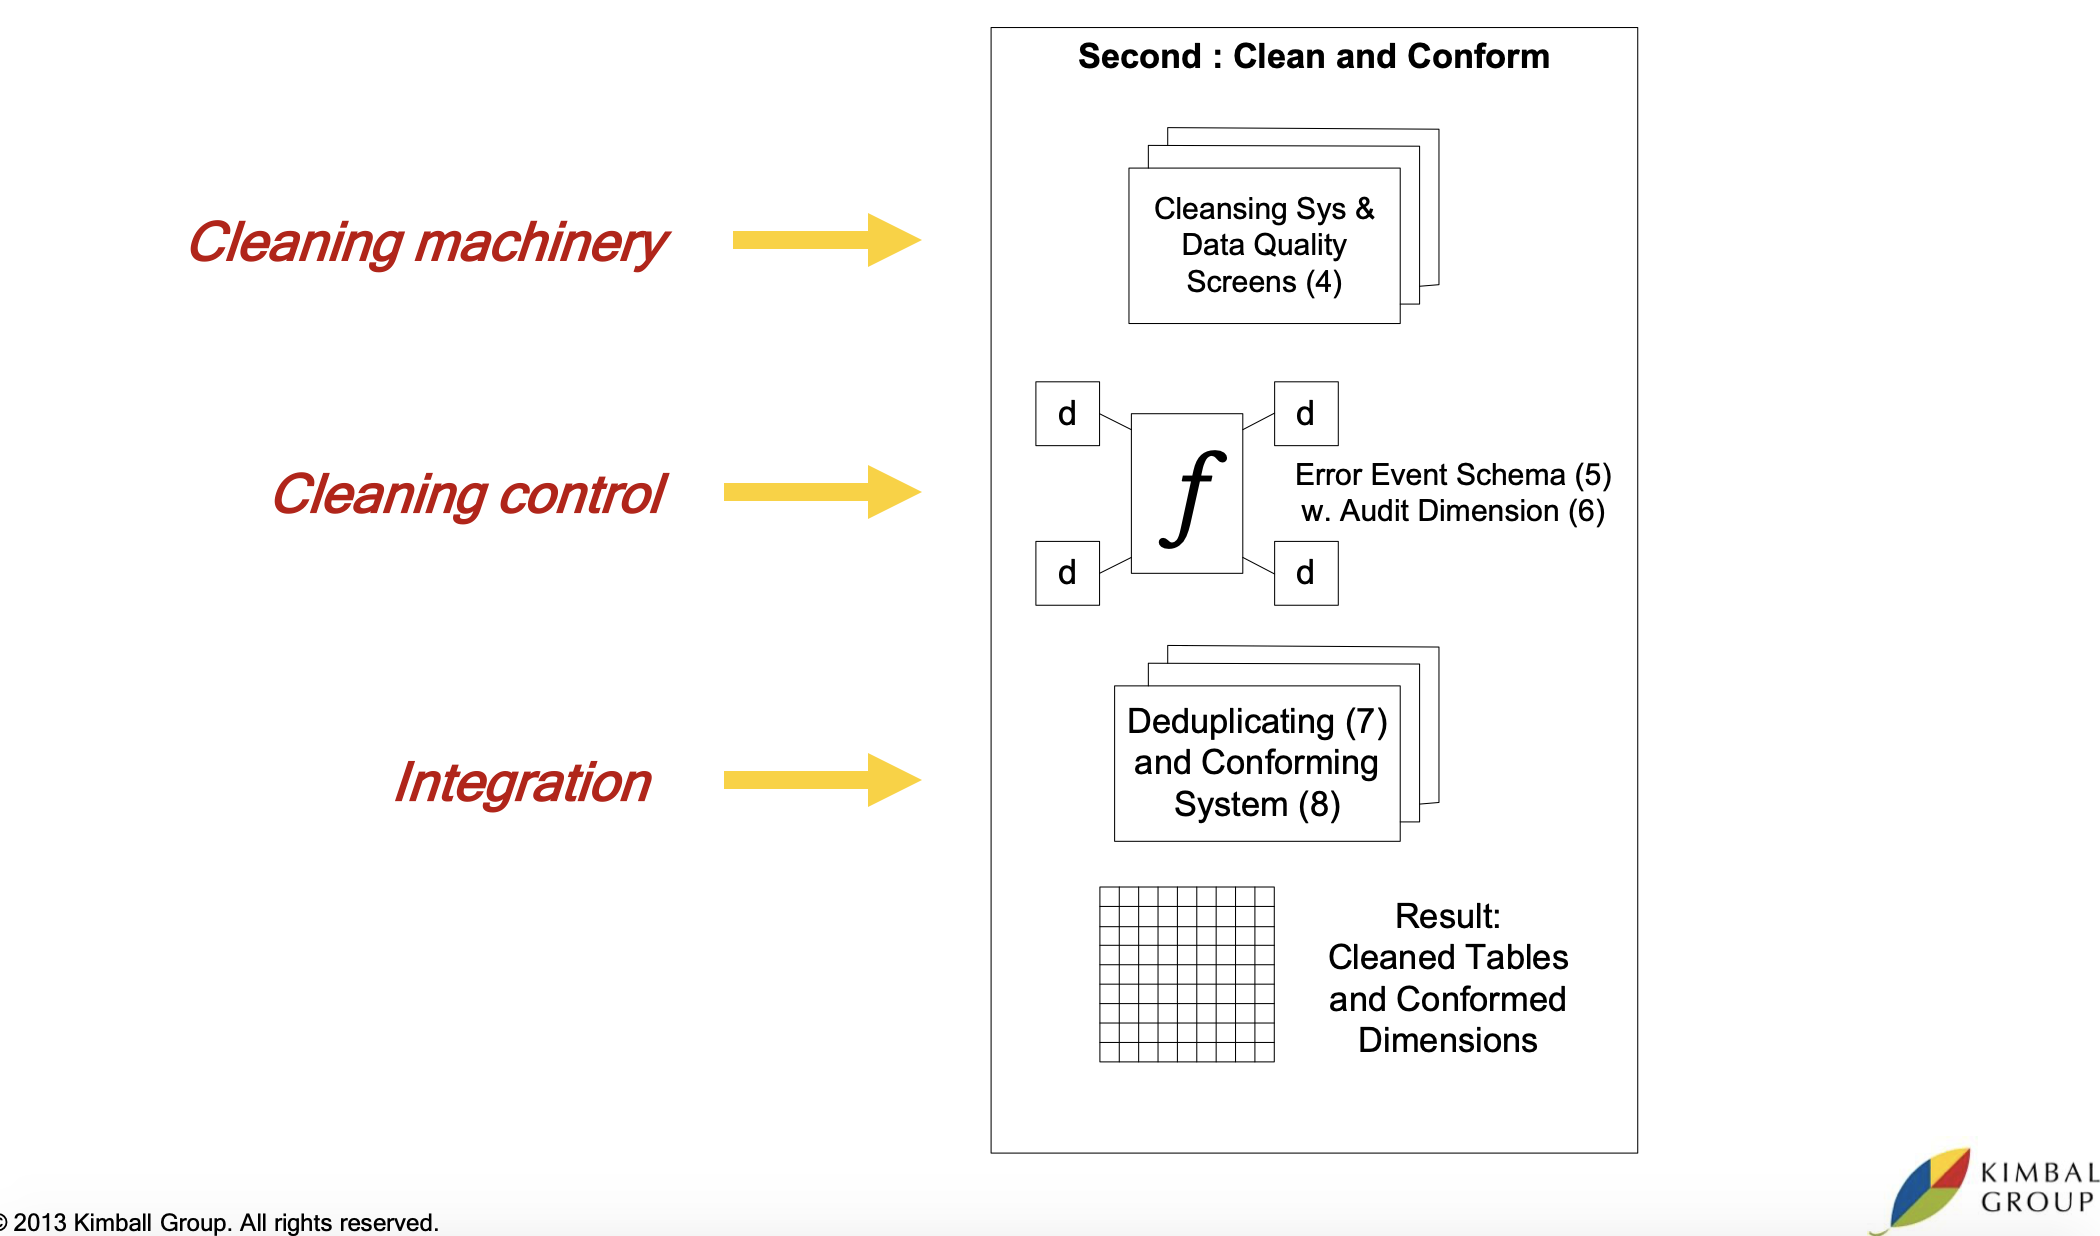 Second : Clean and Conform
Cleaning machinery
Cleansing Sys &
Data Quality
Screens (4)
d
d
Cleaning control
f
Error Event Schema (5)
w. Audit Dimension (6)
d
d
Integration
Deduplicating (7)
and Conforming
System (8)
Result:
Cleaned Tables
and Conformed
Dimensions
KIMBAL
GROUP
© 2013 Kimball Group. All rights reserved.